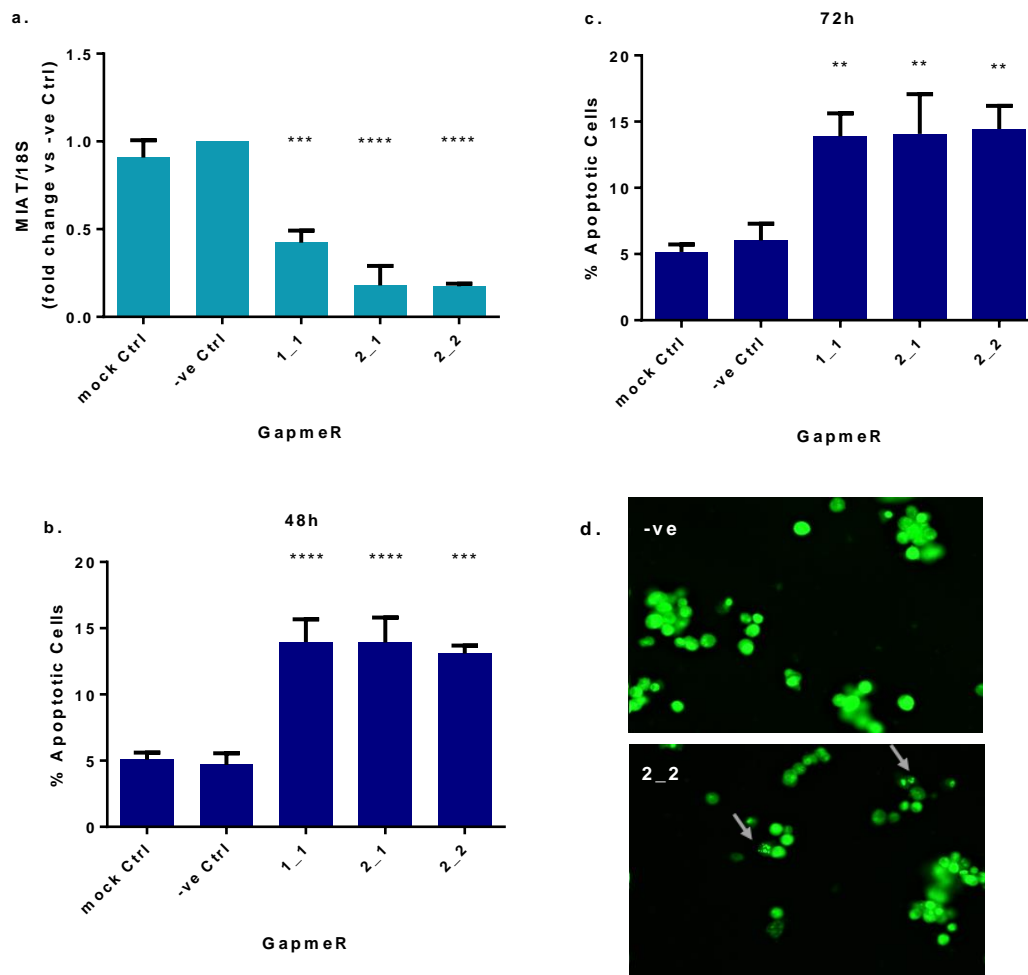 a.
1.5
1.0
0.5
0.0
MIAT/18S
(fold change vs -ve Ctrl)
***
****
****
mock Ctrl
-ve Ctrl
1_1
2_1
2_2
GapmeR
c.
72h
20
15
10
5
0
% Apoptotic Cells
**
**
**
mock Ctrl
-ve Ctrl
1_1
2_1
2_2
GapmeR
b.
48h
20
15
10
5
0
% Apoptotic Cells
****
****
***
mock Ctrl
-ve Ctrl
1_1
2_1
2_2
GapmeR
d.
-ve
2_2